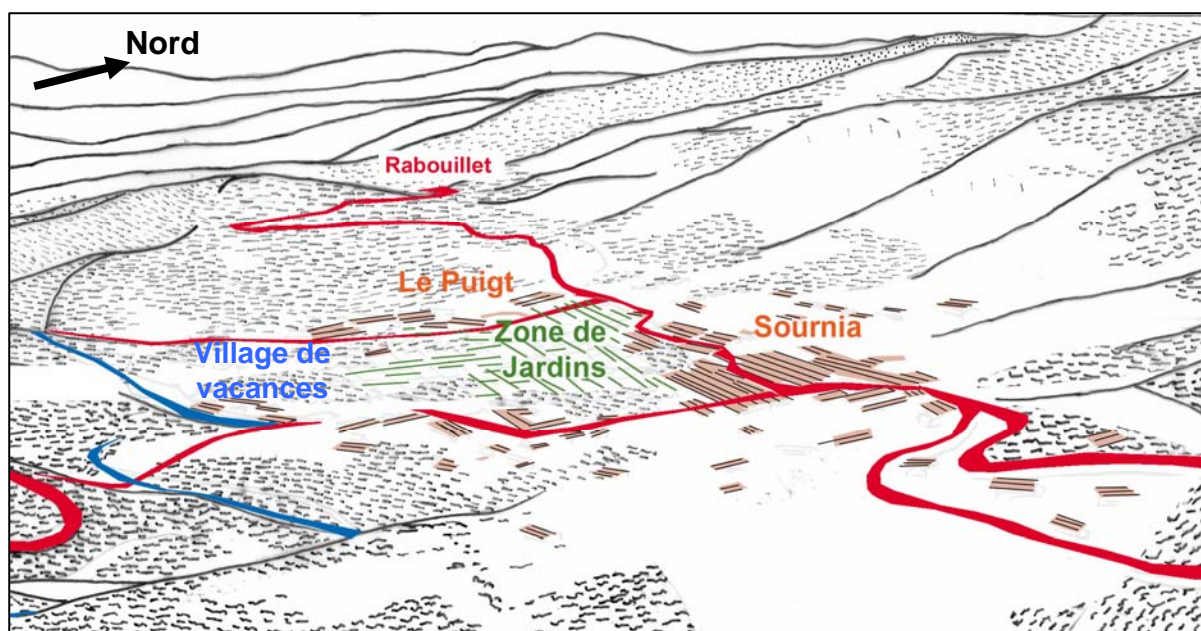 Nord
Rabouillet
Le Puigt
Zone de
Jardins
Sournia
Village de
vacances